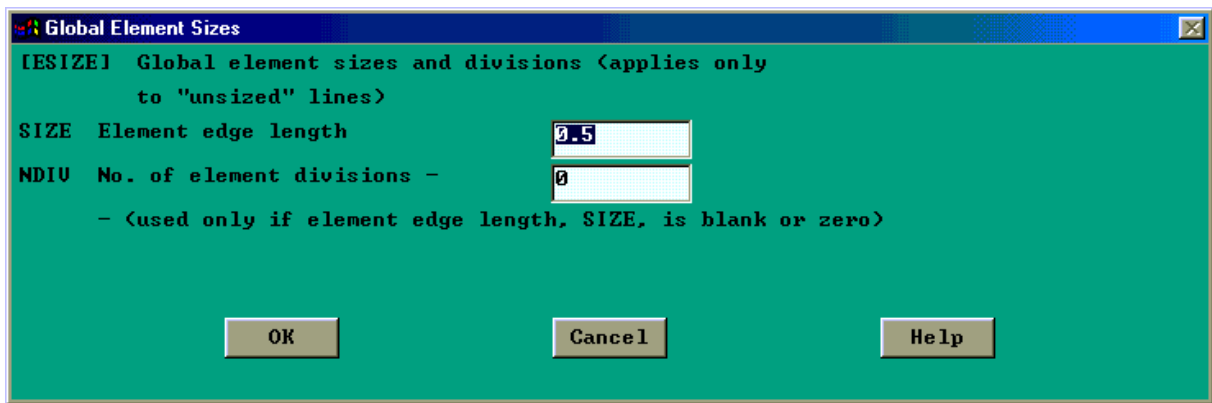 Global Element Sizes
[ESIZE] Global element sizes and divisions (applies only
to "unsized" lines)
SIZE Element edge length 0.5
NDIV No. of element divisions - 0
- (used only if element edge length, SIZE, is blank or zero)
OK Cancel Help